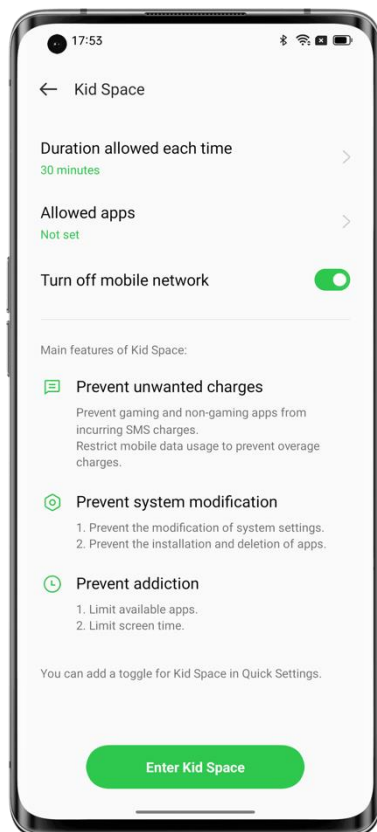 17:53
Kid Space
Duration allowed each time
30 minutes
Allowed apps
Not set
Turn off mobile network
Main features of Kid Space:
Prevent unwanted charges
Prevent gaming and non-gaming apps from
incurring SMS charges.
Restrict mobile data usage to prevent overage
charges.
Prevent system modification
1. Prevent the modification of system settings.
2. Prevent the installation and deletion of apps.
Prevent addiction
1. Limit available apps.
2. Limit screen time.
You can add a toggle for Kid Space in Quick Settings.
Enter Kid Space